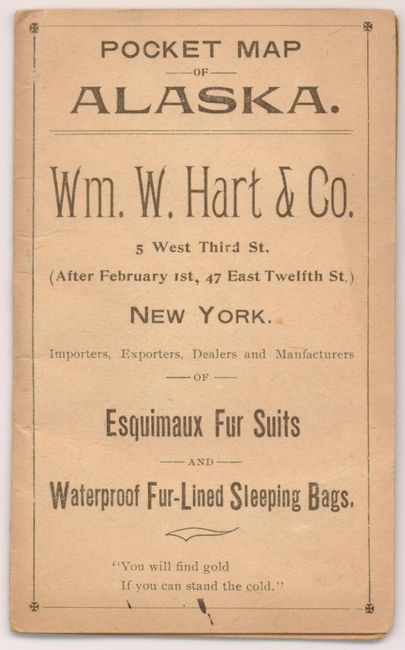 POCKET MAP
OF
ALASKA.
Wm. W. Hart & Co.
5 West Third St.
(After February 1st, 47 East Twelfth St.)
NEW YORK.
Importers, Exporters, Dealers and Manfacturers
OF
Esquimaux Fur Suits
AND
Waterproof Fur-Lined Sleeping Bags.
"You will find gold
If you can stand the cold."